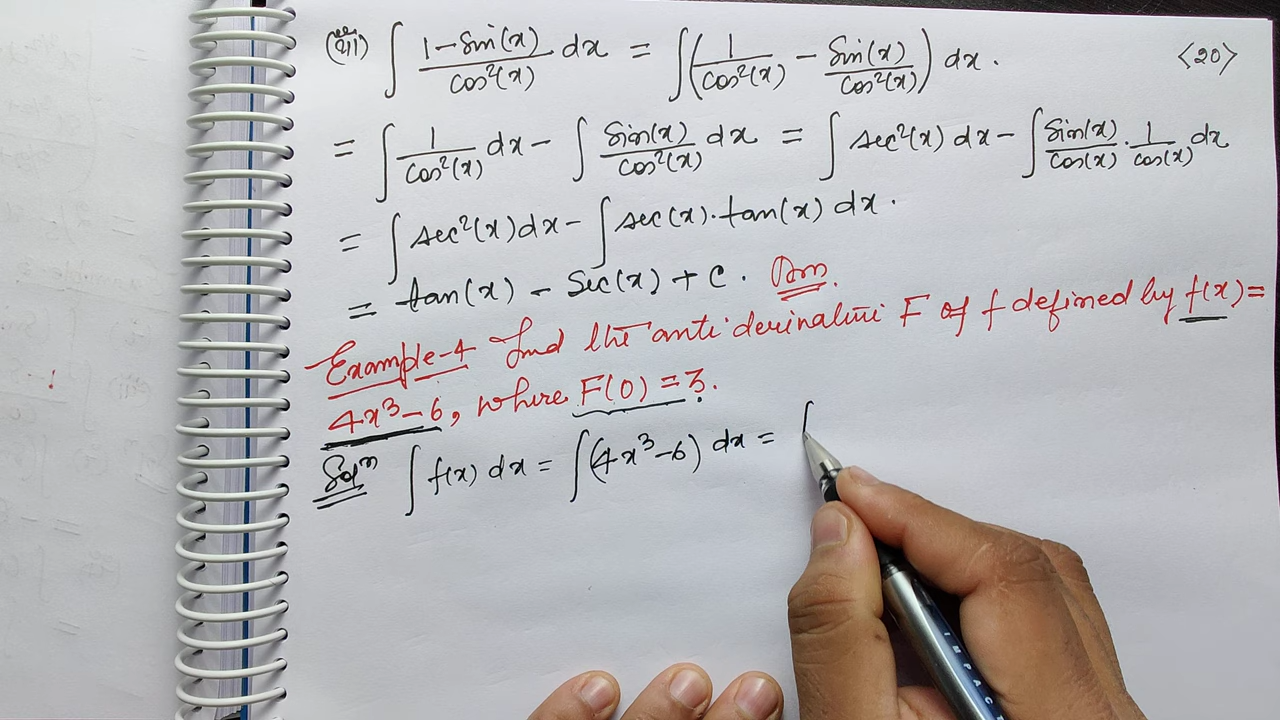 (vii) ∫ 1-Sin(x)/cos²(x) dx = ∫(1/cos²(x) - Sin(x)/cos²(x)) dx. <20>
= ∫ 1/cos²(x) dx - ∫ Sin(x)/cos²(x) dx = ∫ sec²(x) dx - ∫ Sin(x)/cos(x) · 1/cos(x) dx
= ∫ sec²(x) dx - ∫ sec(x)·tan(x) dx.
= tan(x) - Sec(x) + C. Ans
Example-4 Find the anti derivative F of f defined by f(x) =
4x³-6, where F(0) = 3.
Solⁿ ∫ f(x) dx = ∫(4x³-6) dx = ∫
IMPAC